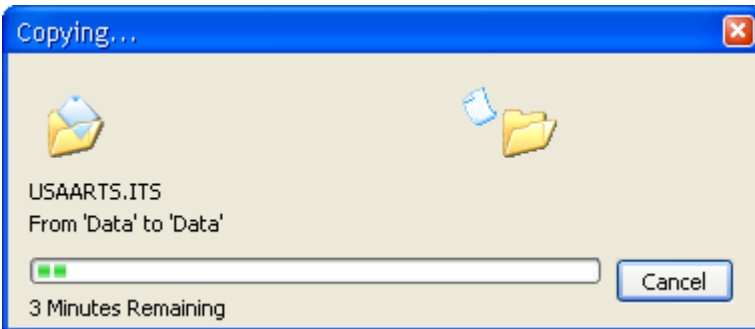 Copying...
USAARTS.ITS
From 'Data' to 'Data'
Cancel
3 Minutes Remaining